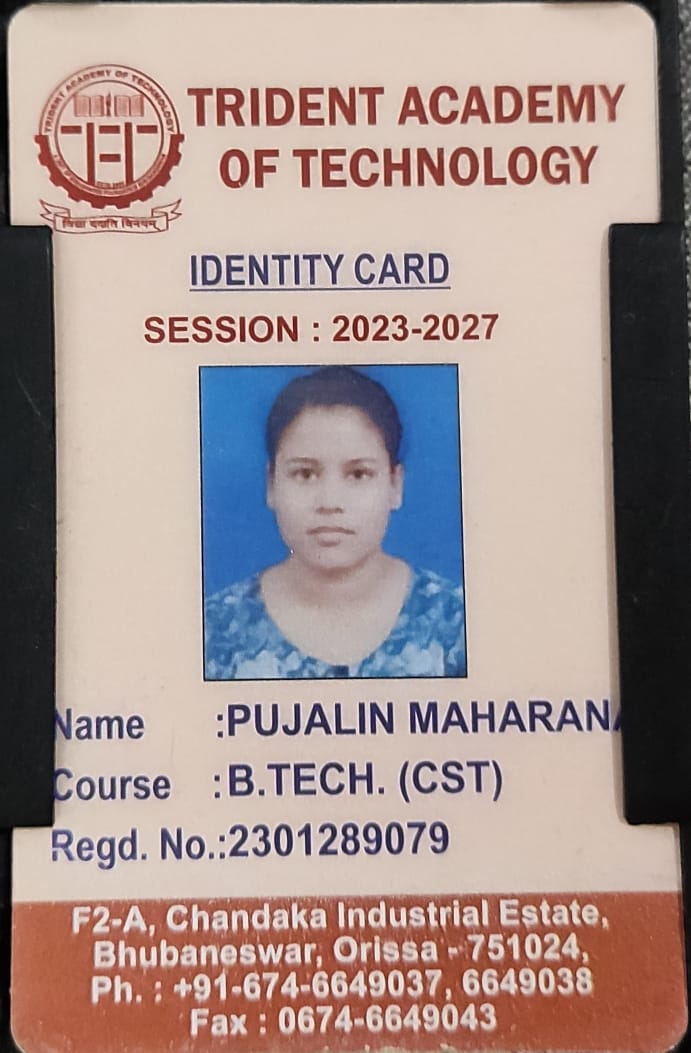 TRIDENT ACADEMY OF TECHNOLOGY
TRIDENT ACADEMY
OF TECHNOLOGY
विद्या ददाति विनयम्
IDENTITY CARD
SESSION : 2023-2027
Name :PUJALIN MAHARANA
Course :B.TECH. (CST)
Regd. No.:2301289079
F2-A, Chandaka Industrial Estate,
Bhubaneswar, Orissa - 751024,
Ph. : +91-674-6649037, 6649038
Fax : 0674-6649043